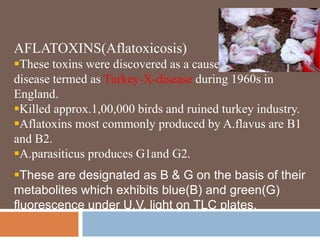 AFLATOXINS(Aflatoxicosis)
▪These toxins were discovered as a cause
disease termed as Turkey-X-disease during 1960s in
England.
▪Killed approx.1,00,000 birds and ruined turkey industry.
▪Aflatoxins most commonly produced by A.flavus are B1
and B2.
▪A.parasiticus produces G1and G2.
▪These are designated as B & G on the basis of their
metabolites which exhibits blue(B) and green(G)
fluorescence under U.V. light on TLC plates.